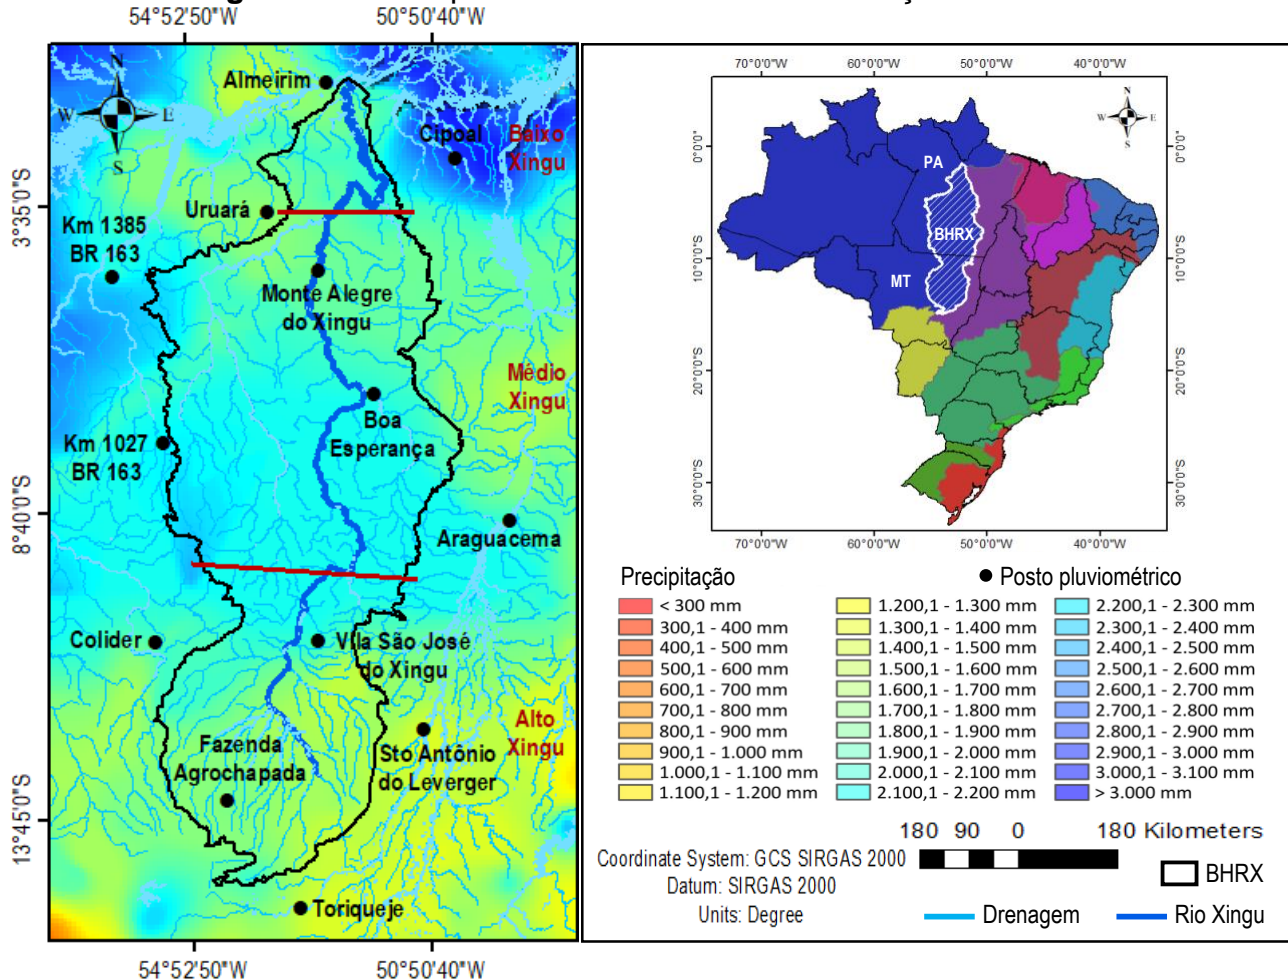 54°52'50"W
50°50'40"W
N
W
E
S
Almeirim
Cipoal
Baixo
Xingu
Uruará
Km 1385
BR 163
Monte Alegre
do Xingu
Médio
Xingu
Boa
Esperança
Km 1027
BR 163
Araguacema
Colider
Vila São José
do Xingu
Alto
Xingu
Fazenda
Agrochapada
Sto Antônio
do Leverger
Toriqueje
3°35'0"S
8°40'0"S
13°45'0"S
54°52'50"W
50°50'40"W
70°0'0"W
60°0'0"W
50°0'0"W
40°0'0"W
N
W
E
S
PA
BHRX
MT
0°0'0"
10°0'0"S
20°0'0"S
30°0'0"S
0°0'0"
10°0'0"S
20°0'0"S
30°0'0"S
70°0'0"W
60°0'0"W
50°0'0"W
40°0'0"W
Precipitação
Posto pluviométrico
< 300 mm
300,1 - 400 mm
400,1 - 500 mm
500,1 - 600 mm
600,1 - 700 mm
700,1 - 800 mm
800,1 - 900 mm
900,1 - 1.000 mm
1.000,1 - 1.100 mm
1.100,1 - 1.200 mm
1.200,1 - 1.300 mm
1.300,1 - 1.400 mm
1.400,1 - 1.500 mm
1.500,1 - 1.600 mm
1.600,1 - 1.700 mm
1.700,1 - 1.800 mm
1.800,1 - 1.900 mm
1.900,1 - 2.000 mm
2.000,1 - 2.100 mm
2.100,1 - 2.200 mm
2.200,1 - 2.300 mm
2.300,1 - 2.400 mm
2.400,1 - 2.500 mm
2.500,1 - 2.600 mm
2.600,1 - 2.700 mm
2.700,1 - 2.800 mm
2.800,1 - 2.900 mm
2.900,1 - 3.000 mm
3.000,1 - 3.100 mm
> 3.000 mm
180 90 0 180 Kilometers
Coordinate System: GCS SIRGAS 2000
Datum: SIRGAS 2000
Units: Degree
BHRX
Drenagem
Rio Xingu